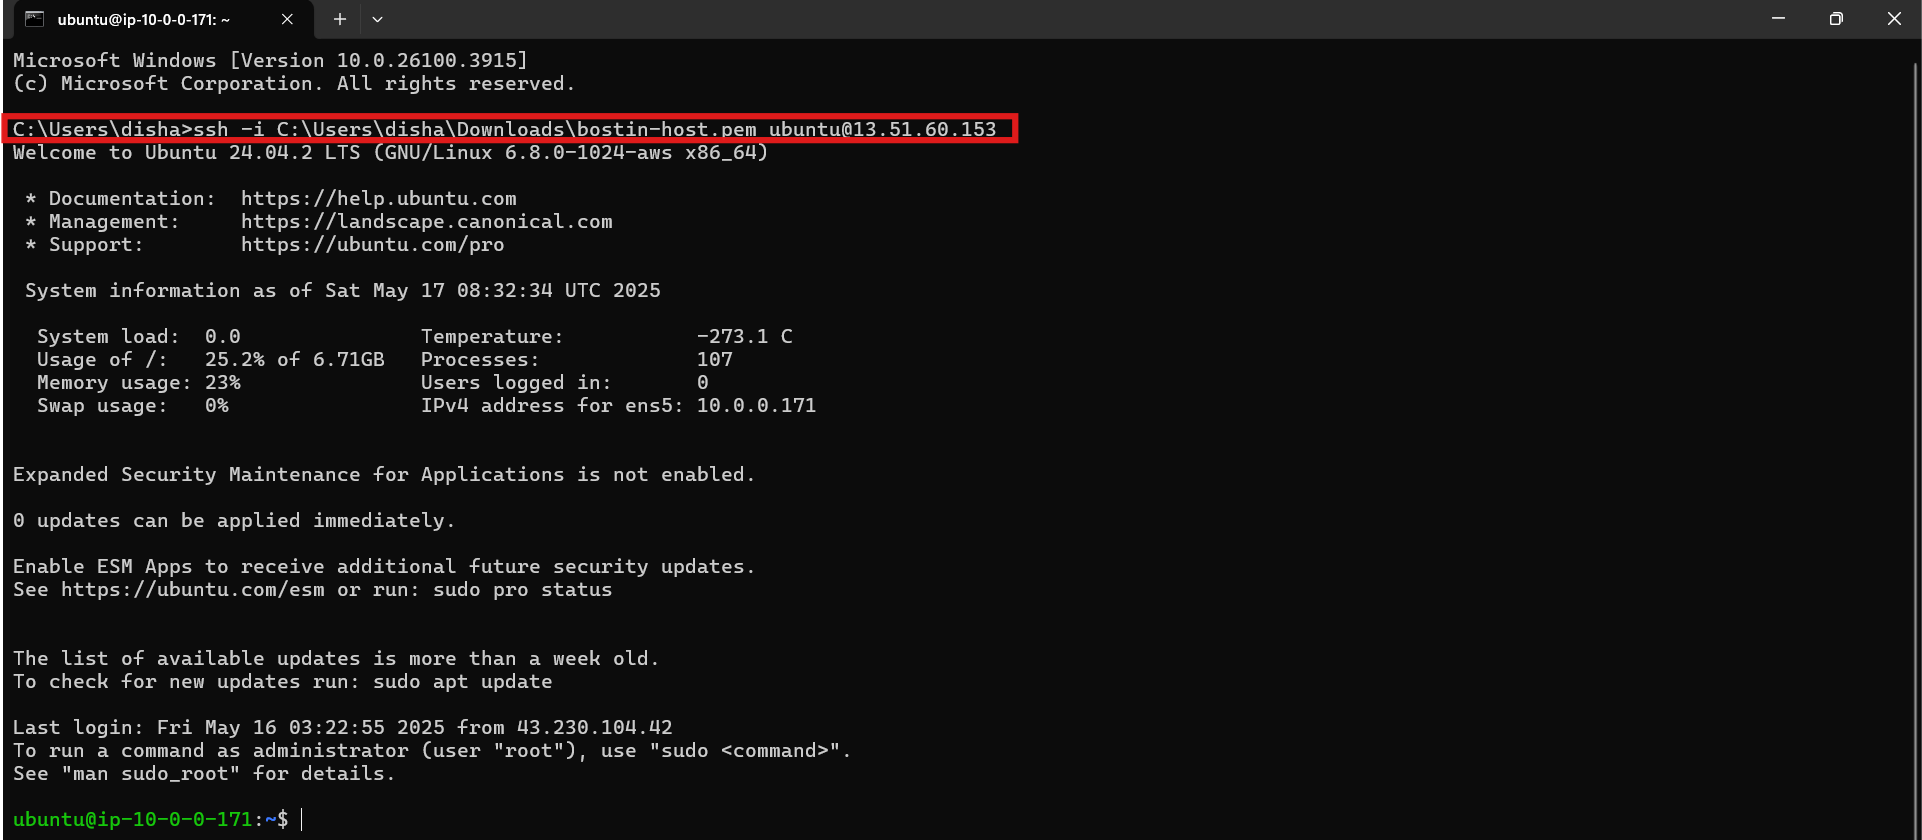 ubuntu@ip-10-0-0-171: ~
Microsoft Windows [Version 10.0.26100.3915]
(c) Microsoft Corporation. All rights reserved.
C:\Users\disha>ssh -i C:\Users\disha\Downloads\bostin-host.pem ubuntu@13.51.60.153
Welcome to Ubuntu 24.04.2 LTS (GNU/Linux 6.8.0-1024-aws x86_64)
* Documentation:  https://help.ubuntu.com
* Management:     https://landscape.canonical.com
* Support:        https://ubuntu.com/pro
System information as of Sat May 17 08:32:34 UTC 2025
System load:  0.0               Temperature:           -273.1 C
Usage of /:   25.2% of 6.71GB   Processes:             107
Memory usage: 23%               Users logged in:       0
Swap usage:   0%                IPv4 address for ens5: 10.0.0.171
Expanded Security Maintenance for Applications is not enabled.
0 updates can be applied immediately.
Enable ESM Apps to receive additional future security updates.
See https://ubuntu.com/esm or run: sudo pro status
The list of available updates is more than a week old.
To check for new updates run: sudo apt update
Last login: Fri May 16 03:22:55 2025 from 43.230.104.42
To run a command as administrator (user "root"), use "sudo <command>".
See "man sudo_root" for details.
ubuntu@ip-10-0-0-171:~$